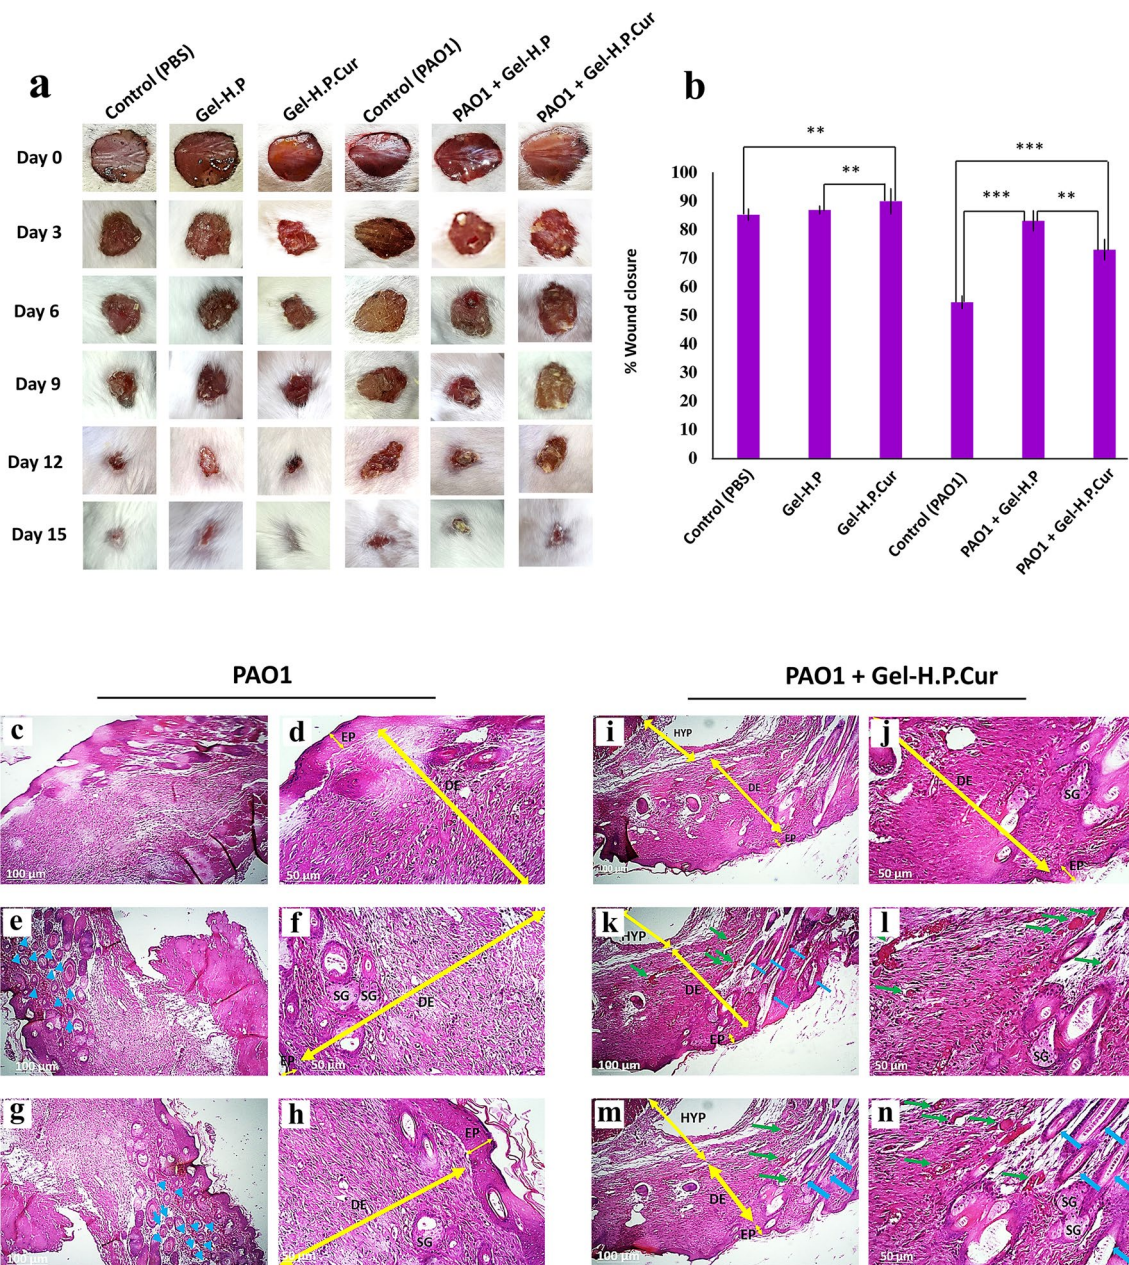 a
Control (PBS)
Gel-H.P
Gel-H.P.Cur
Control (PAO1)
PAO1 + Gel-H.P
PAO1 + Gel-H.P.Cur
Day 0
Day 3
Day 6
Day 9
Day 12
Day 15
b
**
***
**
***
**
100
90
80
70
60
50
40
30
20
10
0
% Wound closure
Control (PBS)
Gel-H.P
Gel-H.P.Cur
Control (PAO1)
PAO1 + Gel-H.P
PAO1 + Gel-H.P.Cur
PAO1
PAO1 + Gel-H.P.Cur
c
100 µm
d
EP
DE
50 µm
i
HYP
DE
EP
100 µm
j
DE
SG
EP
50 µm
e
100 µm
f
SG SG
DE
EP
50 µm
k
HYP
DE
EP
100 µm
l
SG
50 µm
g
100 µm
h
EP
DE
SG
50 µm
m
HYP
DE
EP
100 µm
n
SG
SG
50 µm